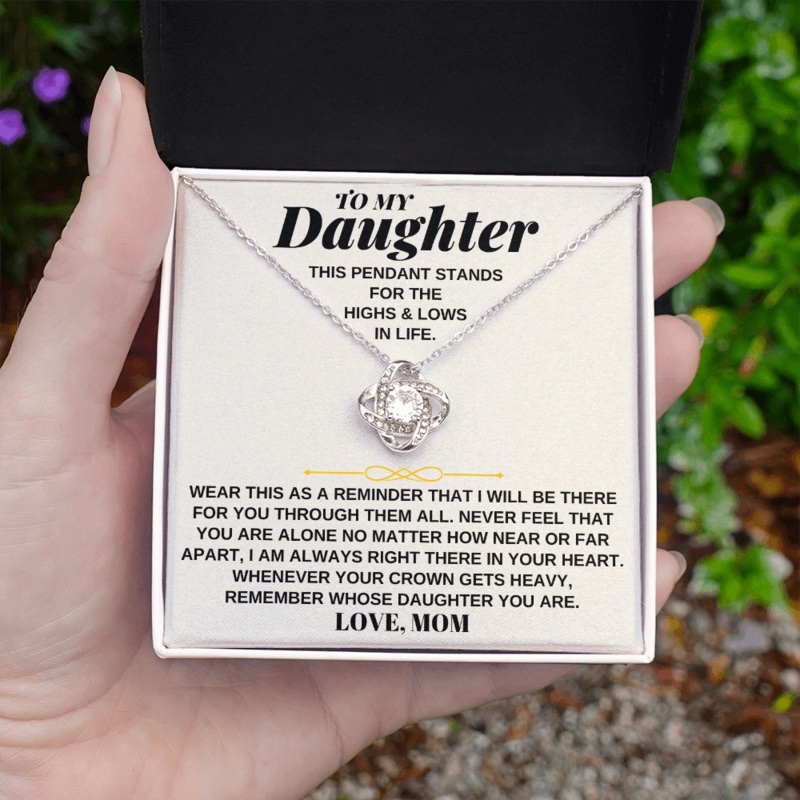 TO MY
Daughter
THIS PENDANT STANDS
FOR THE
HIGHS & LOWS
IN LIFE.
WEAR THIS AS A REMINDER THAT I WILL BE THERE
FOR YOU THROUGH THEM ALL. NEVER FEEL THAT
YOU ARE ALONE NO MATTER HOW NEAR OR FAR
APART, I AM ALWAYS RIGHT THERE IN YOUR HEART.
WHENEVER YOUR CROWN GETS HEAVY,
REMEMBER WHOSE DAUGHTER YOU ARE.
LOVE, MOM